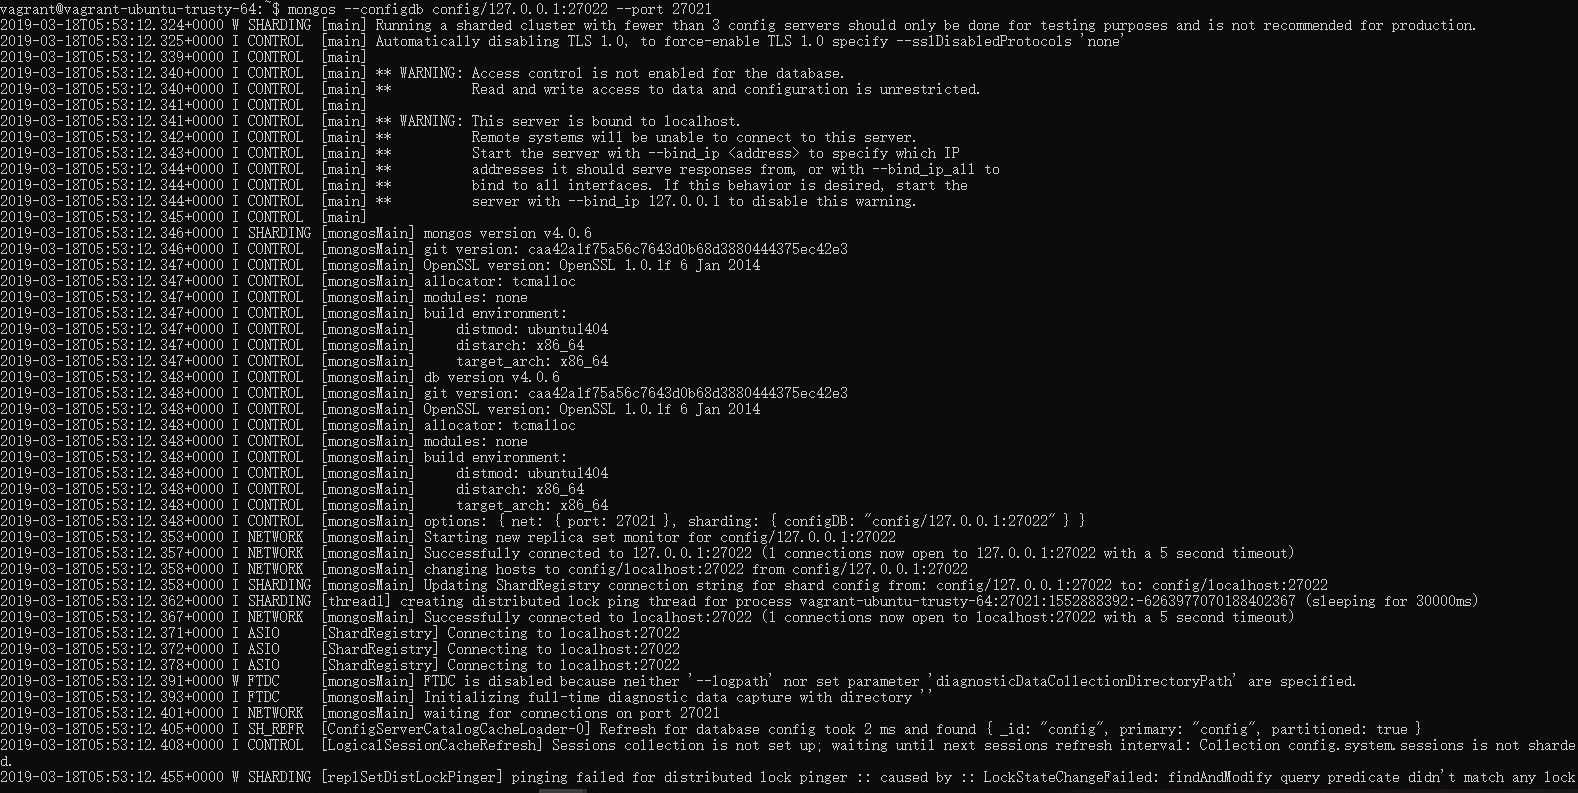 vagrant@vagrant-ubuntu-trusty-64:~$ mongos --configdb config/127.0.0.1:27022 --port 27021
2019-03-18T05:53:12.324+0000 W SHARDING [main] Running a sharded cluster with fewer than 3 config servers should only be done for testing purposes and is not recommended for production.
2019-03-18T05:53:12.325+0000 I CONTROL  [main] Automatically disabling TLS 1.0, to force-enable TLS 1.0 specify --sslDisabledProtocols 'none'
2019-03-18T05:53:12.339+0000 I CONTROL  [main]
2019-03-18T05:53:12.340+0000 I CONTROL  [main] ** WARNING: Access control is not enabled for the database.
2019-03-18T05:53:12.340+0000 I CONTROL  [main] **          Read and write access to data and configuration is unrestricted.
2019-03-18T05:53:12.341+0000 I CONTROL  [main]
2019-03-18T05:53:12.341+0000 I CONTROL  [main] ** WARNING: This server is bound to localhost.
2019-03-18T05:53:12.342+0000 I CONTROL  [main] **          Remote systems will be unable to connect to this server.
2019-03-18T05:53:12.343+0000 I CONTROL  [main] **          Start the server with --bind_ip <address> to specify which IP
2019-03-18T05:53:12.344+0000 I CONTROL  [main] **          addresses it should serve responses from, or with --bind_ip_all to
2019-03-18T05:53:12.344+0000 I CONTROL  [main] **          bind to all interfaces. If this behavior is desired, start the
2019-03-18T05:53:12.344+0000 I CONTROL  [main] **          server with --bind_ip 127.0.0.1 to disable this warning.
2019-03-18T05:53:12.345+0000 I CONTROL  [main]
2019-03-18T05:53:12.346+0000 I SHARDING [mongosMain] mongos version v4.0.6
2019-03-18T05:53:12.346+0000 I CONTROL  [mongosMain] git version: caa42a1f75a56c7643d0b68d3880444375ec42e3
2019-03-18T05:53:12.347+0000 I CONTROL  [mongosMain] OpenSSL version: OpenSSL 1.0.1f 6 Jan 2014
2019-03-18T05:53:12.347+0000 I CONTROL  [mongosMain] allocator: tcmalloc
2019-03-18T05:53:12.347+0000 I CONTROL  [mongosMain] modules: none
2019-03-18T05:53:12.347+0000 I CONTROL  [mongosMain] build environment:
2019-03-18T05:53:12.347+0000 I CONTROL  [mongosMain]     distmod: ubuntu1404
2019-03-18T05:53:12.347+0000 I CONTROL  [mongosMain]     distarch: x86_64
2019-03-18T05:53:12.347+0000 I CONTROL  [mongosMain]     target_arch: x86_64
2019-03-18T05:53:12.348+0000 I CONTROL  [mongosMain] db version v4.0.6
2019-03-18T05:53:12.348+0000 I CONTROL  [mongosMain] git version: caa42a1f75a56c7643d0b68d3880444375ec42e3
2019-03-18T05:53:12.348+0000 I CONTROL  [mongosMain] OpenSSL version: OpenSSL 1.0.1f 6 Jan 2014
2019-03-18T05:53:12.348+0000 I CONTROL  [mongosMain] allocator: tcmalloc
2019-03-18T05:53:12.348+0000 I CONTROL  [mongosMain] modules: none
2019-03-18T05:53:12.348+0000 I CONTROL  [mongosMain] build environment:
2019-03-18T05:53:12.348+0000 I CONTROL  [mongosMain]     distmod: ubuntu1404
2019-03-18T05:53:12.348+0000 I CONTROL  [mongosMain]     distarch: x86_64
2019-03-18T05:53:12.348+0000 I CONTROL  [mongosMain]     target_arch: x86_64
2019-03-18T05:53:12.348+0000 I CONTROL  [mongosMain] options: { net: { port: 27021 }, sharding: { configDB: "config/127.0.0.1:27022" } }
2019-03-18T05:53:12.353+0000 I NETWORK  [mongosMain] Starting new replica set monitor for config/127.0.0.1:27022
2019-03-18T05:53:12.357+0000 I NETWORK  [mongosMain] Successfully connected to 127.0.0.1:27022 (1 connections now open to 127.0.0.1:27022 with a 5 second timeout)
2019-03-18T05:53:12.358+0000 I NETWORK  [mongosMain] changing hosts to config/localhost:27022 from config/127.0.0.1:27022
2019-03-18T05:53:12.358+0000 I SHARDING [mongosMain] Updating ShardRegistry connection string for shard config from: config/127.0.0.1:27022 to: config/localhost:27022
2019-03-18T05:53:12.362+0000 I SHARDING [thread1] creating distributed lock ping thread for process vagrant-ubuntu-trusty-64:27021:1552888392:-6263977070188402367 (sleeping for 30000ms)
2019-03-18T05:53:12.367+0000 I NETWORK  [mongosMain] Successfully connected to localhost:27022 (1 connections now open to localhost:27022 with a 5 second timeout)
2019-03-18T05:53:12.371+0000 I ASIO     [ShardRegistry] Connecting to localhost:27022
2019-03-18T05:53:12.372+0000 I ASIO     [ShardRegistry] Connecting to localhost:27022
2019-03-18T05:53:12.378+0000 I ASIO     [ShardRegistry] Connecting to localhost:27022
2019-03-18T05:53:12.391+0000 W FTDC     [mongosMain] FTDC is disabled because neither '--logpath' nor set parameter 'diagnosticDataCollectionDirectoryPath' are specified.
2019-03-18T05:53:12.393+0000 I FTDC     [mongosMain] Initializing full-time diagnostic data capture with directory ''
2019-03-18T05:53:12.401+0000 I NETWORK  [mongosMain] waiting for connections on port 27021
2019-03-18T05:53:12.405+0000 I SH_REFR  [ConfigServerCatalogCacheLoader-0] Refresh for database config took 2 ms and found { _id: "config", primary: "config", partitioned: true }
2019-03-18T05:53:12.408+0000 I CONTROL  [LogicalSessionCacheRefresh] Sessions collection is not set up; waiting until next sessions refresh interval: Collection config.system.sessions is not sharde
d.
2019-03-18T05:53:12.455+0000 W SHARDING [replSetDistLockPinger] pinging failed for distributed lock pinger :: caused by :: LockStateChangeFailed: findAndModify query predicate didn't match any lock